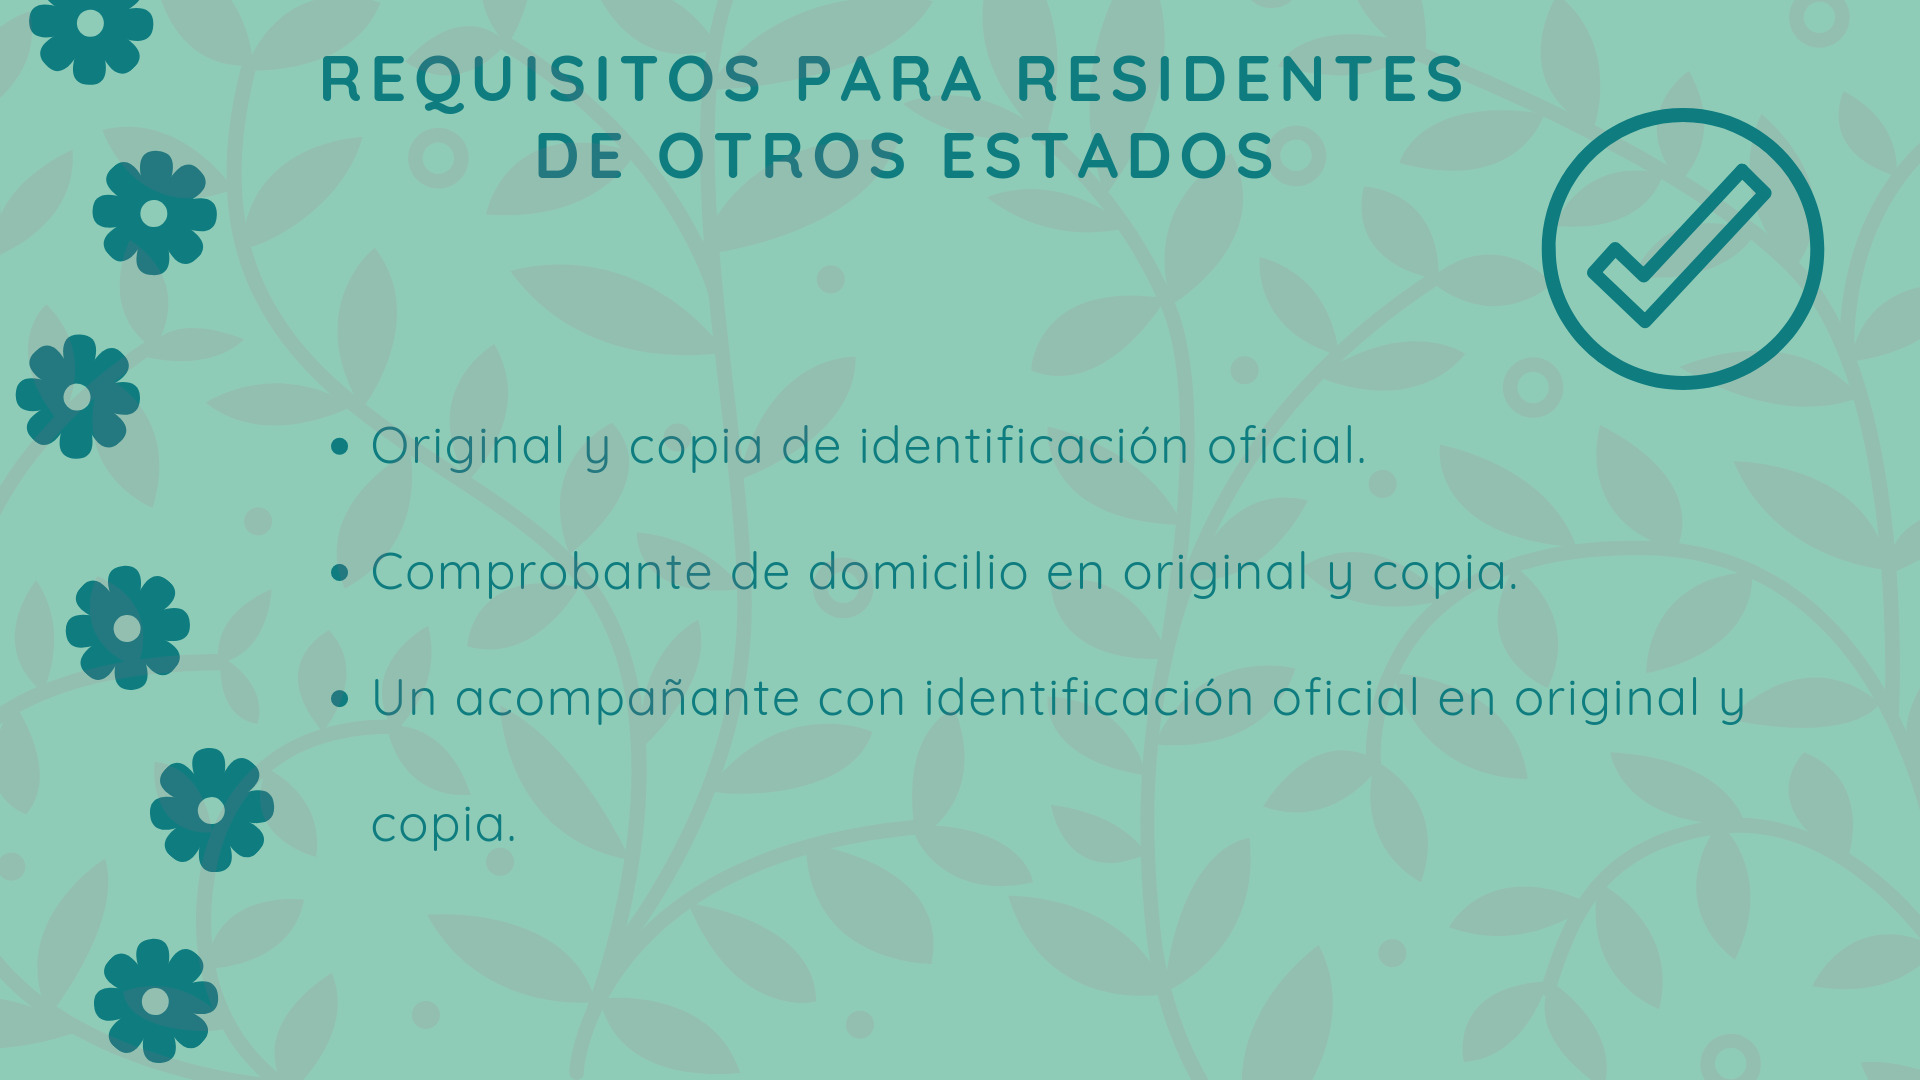 REQUISITOS PARA RESIDENTES
DE OTROS ESTADOS
• Original y copia de identificación oficial.
• Comprobante de domicilio en original y copia.
• Un acompañante con identificación oficial en original y
copia.